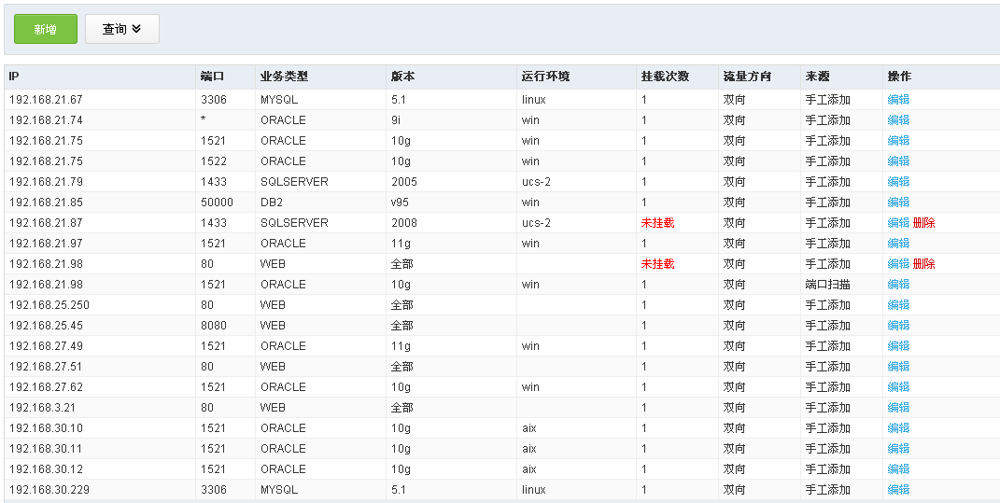 新增 查询
IP 端口 业务类型 版本 运行环境 挂载次数 流量方向 来源 操作
192.168.21.67 3306 MYSQL 5.1 linux 1 双向 手工添加 编辑
192.168.21.74 * ORACLE 9i win 1 双向 手工添加 编辑
192.168.21.75 1521 ORACLE 10g win 1 双向 手工添加 编辑
192.168.21.75 1522 ORACLE 10g win 1 双向 手工添加 编辑
192.168.21.79 1433 SQLSERVER 2005 ucs-2 1 双向 手工添加 编辑
192.168.21.85 50000 DB2 v95 win 1 双向 手工添加 编辑
192.168.21.87 1433 SQLSERVER 2008 ucs-2 未挂载 双向 手工添加 编辑 删除
192.168.21.97 1521 ORACLE 11g win 1 双向 手工添加 编辑
192.168.21.98 80 WEB 全部 未挂载 双向 手工添加 编辑 删除
192.168.21.98 1521 ORACLE 10g win 1 双向 端口扫描 编辑
192.168.25.250 80 WEB 全部 1 双向 手工添加 编辑
192.168.25.45 8080 WEB 全部 1 双向 手工添加 编辑
192.168.27.49 1521 ORACLE 11g win 1 双向 手工添加 编辑
192.168.27.51 80 WEB 全部 1 双向 手工添加 编辑
192.168.27.62 1521 ORACLE 10g win 1 双向 手工添加 编辑
192.168.3.21 80 WEB 全部 1 双向 手工添加 编辑
192.168.30.10 1521 ORACLE 10g aix 1 双向 手工添加 编辑
192.168.30.11 1521 ORACLE 10g aix 1 双向 手工添加 编辑
192.168.30.12 1521 ORACLE 10g aix 1 双向 手工添加 编辑
192.168.30.229 3306 MYSQL 5.1 linux 1 双向 手工添加 编辑